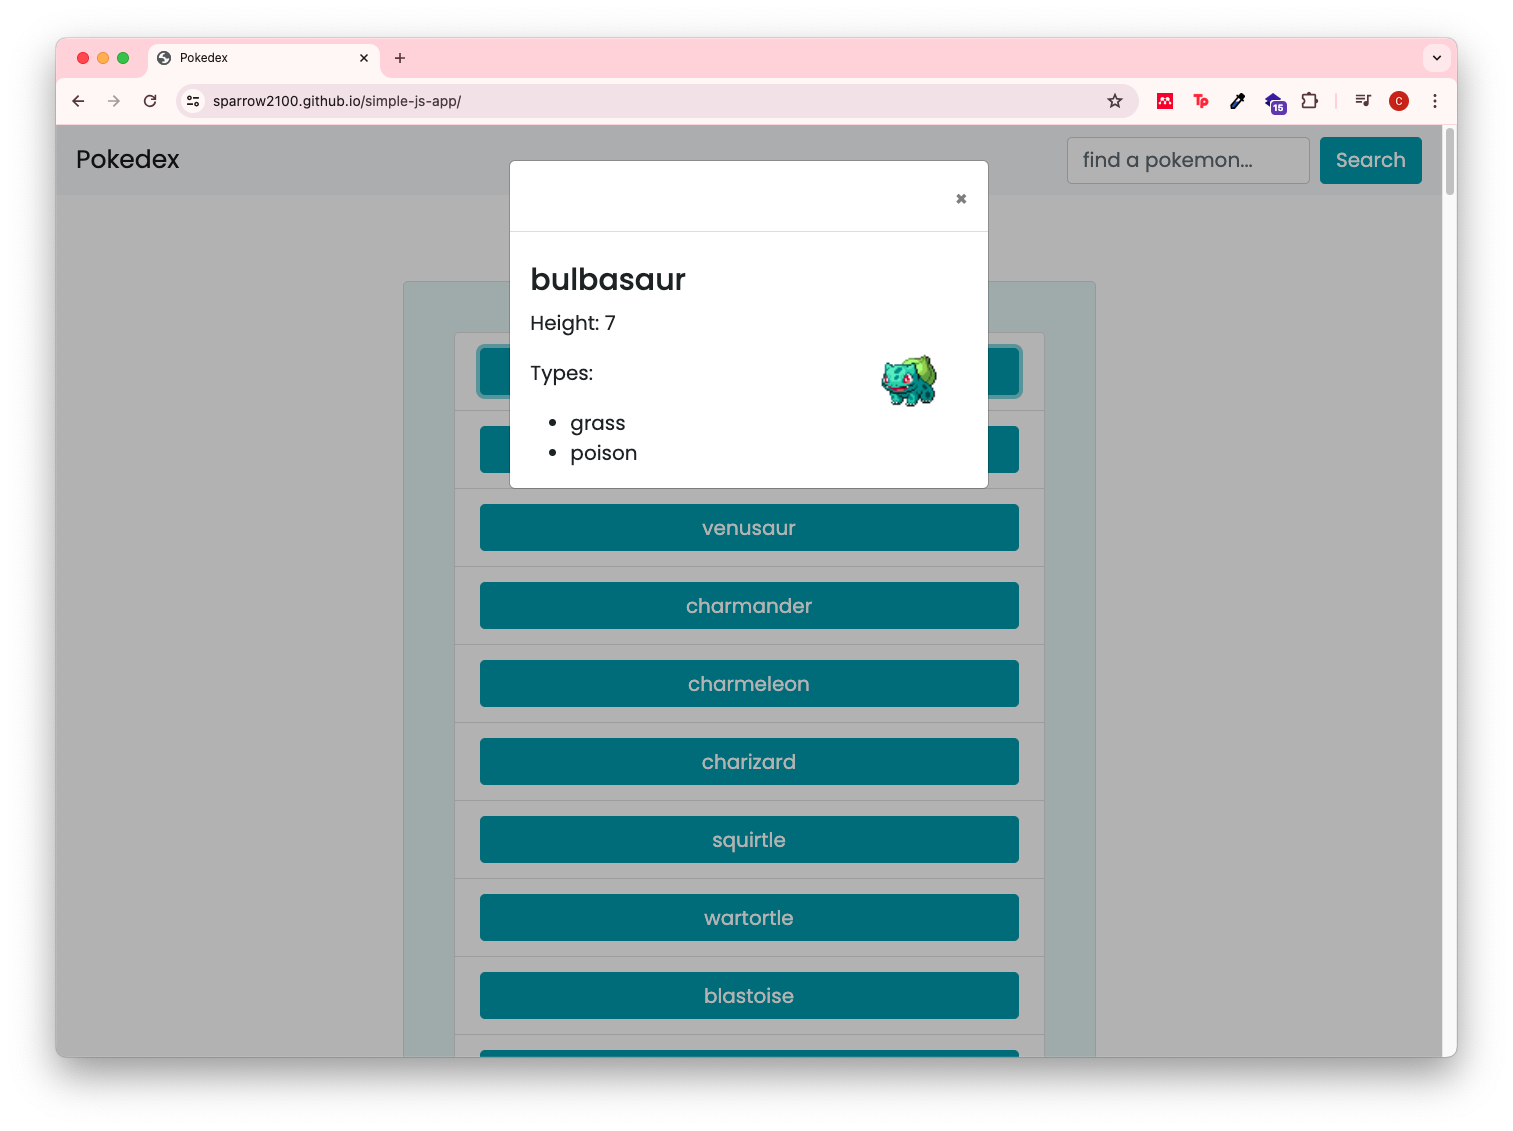 Pokedex
sparrow2100.github.io/simple-js-app/
Tp
15
C
Pokedex
find a pokemon...
Search
bulbasaur
Height: 7
Types:
grass
poison
venusaur
charmander
charmeleon
charizard
squirtle
wartortle
blastoise